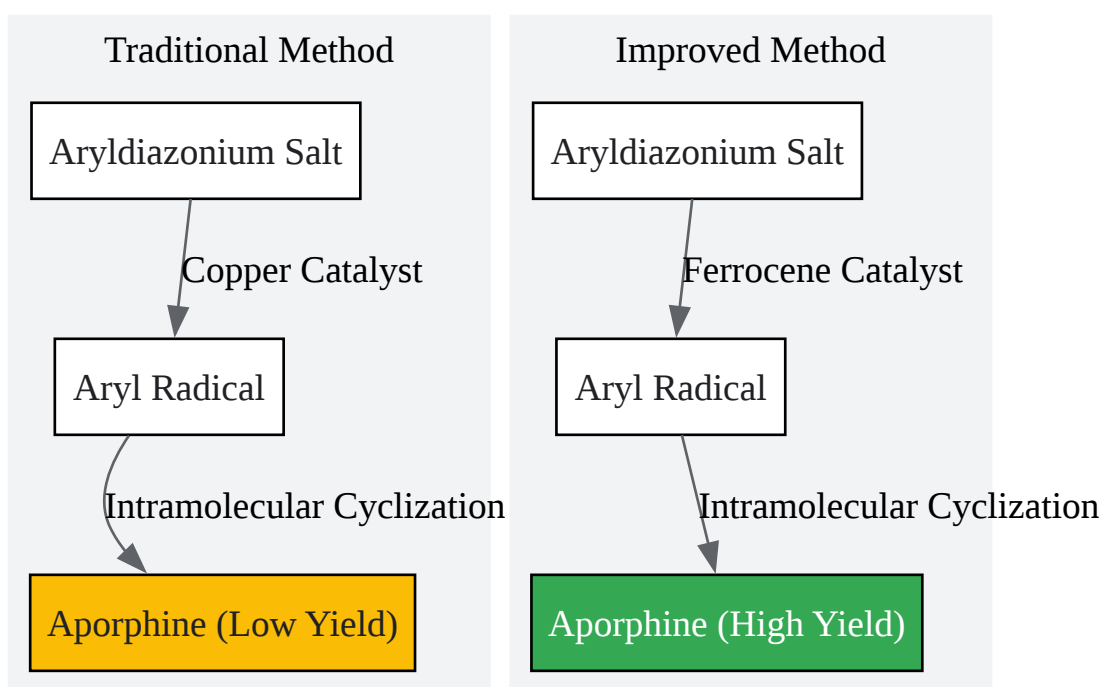 Traditional Method
Aryldiazonium Salt
Copper Catalyst
Aryl Radical
Intramolecular Cyclization
Aporphine (Low Yield)
Improved Method
Aryldiazonium Salt
Ferrocene Catalyst
Aryl Radical
Intramolecular Cyclization
Aporphine (High Yield)